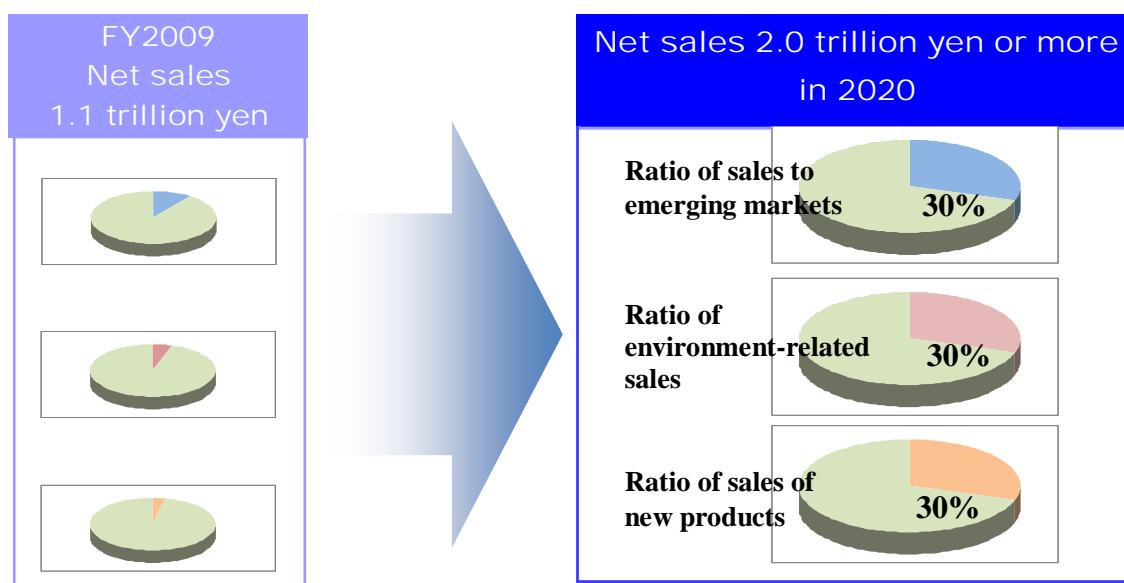 FY2009
Net sales
1.1 trillion yen
Net sales 2.0 trillion yen or more
in 2020
Ratio of sales to
emerging markets
30%
Ratio of
environment-related
sales
30%
Ratio of sales of
new products
30%